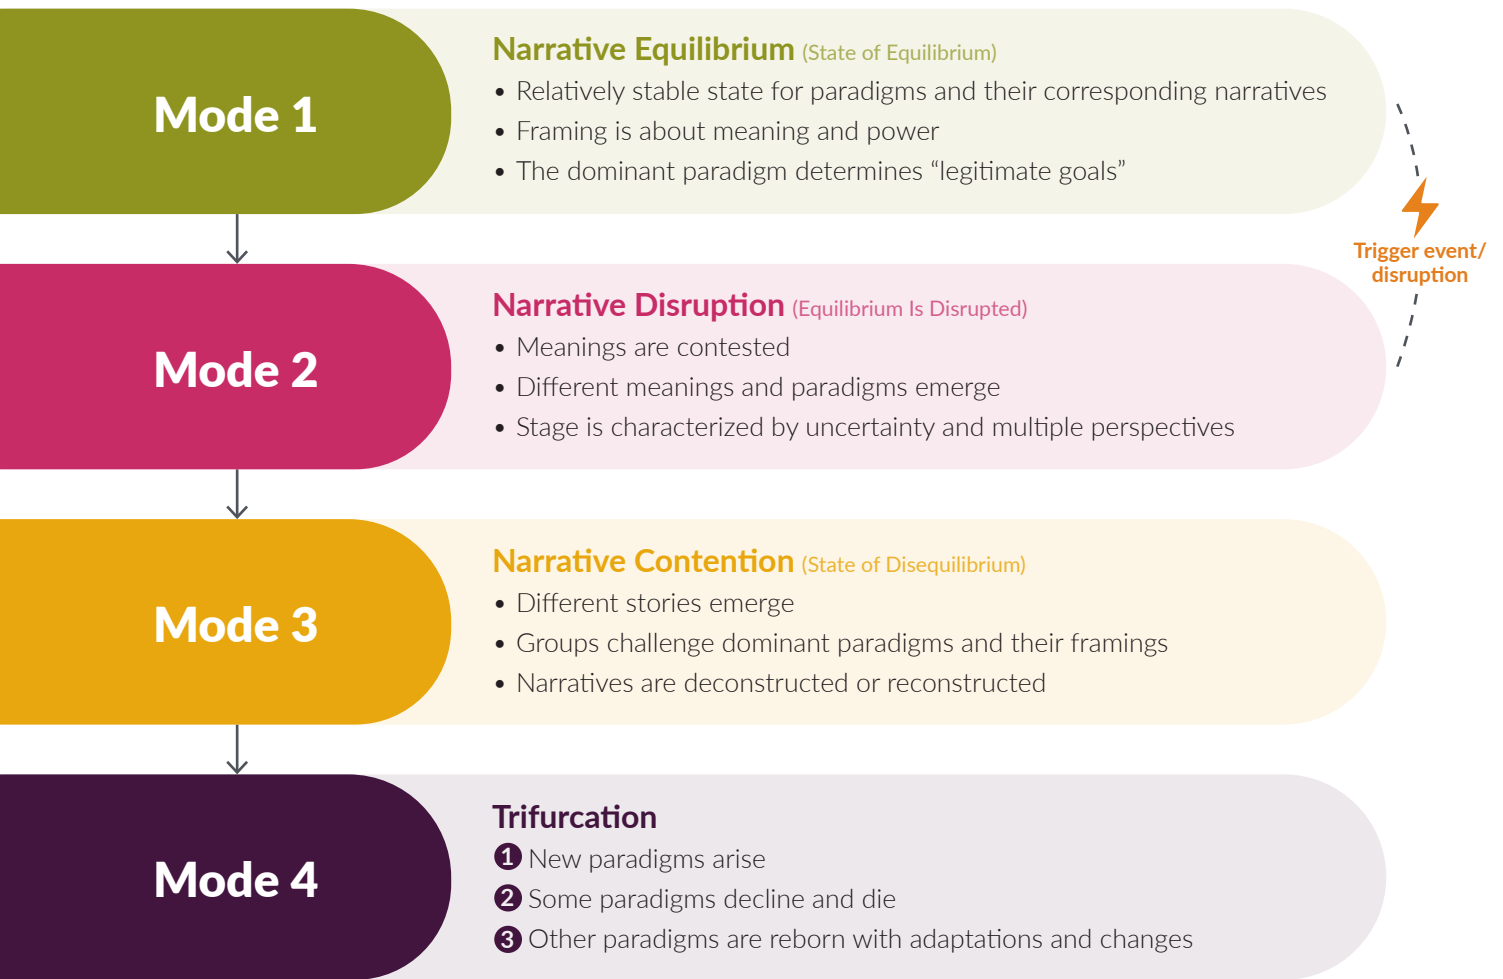 Mode 1
Narrative Equilibrium (State of Equilibrium)
• Relatively stable state for paradigms and their corresponding narratives
• Framing is about meaning and power
• The dominant paradigm determines “legitimate goals”
Trigger event/
disruption
Mode 2
Narrative Disruption (Equilibrium Is Disrupted)
• Meanings are contested
• Different meanings and paradigms emerge
• Stage is characterized by uncertainty and multiple perspectives
Mode 3
Narrative Contention (State of Disequilibrium)
• Different stories emerge
• Groups challenge dominant paradigms and their framings
• Narratives are deconstructed or reconstructed
Mode 4
Trifurcation
1 New paradigms arise
2 Some paradigms decline and die
3 Other paradigms are reborn with adaptations and changes